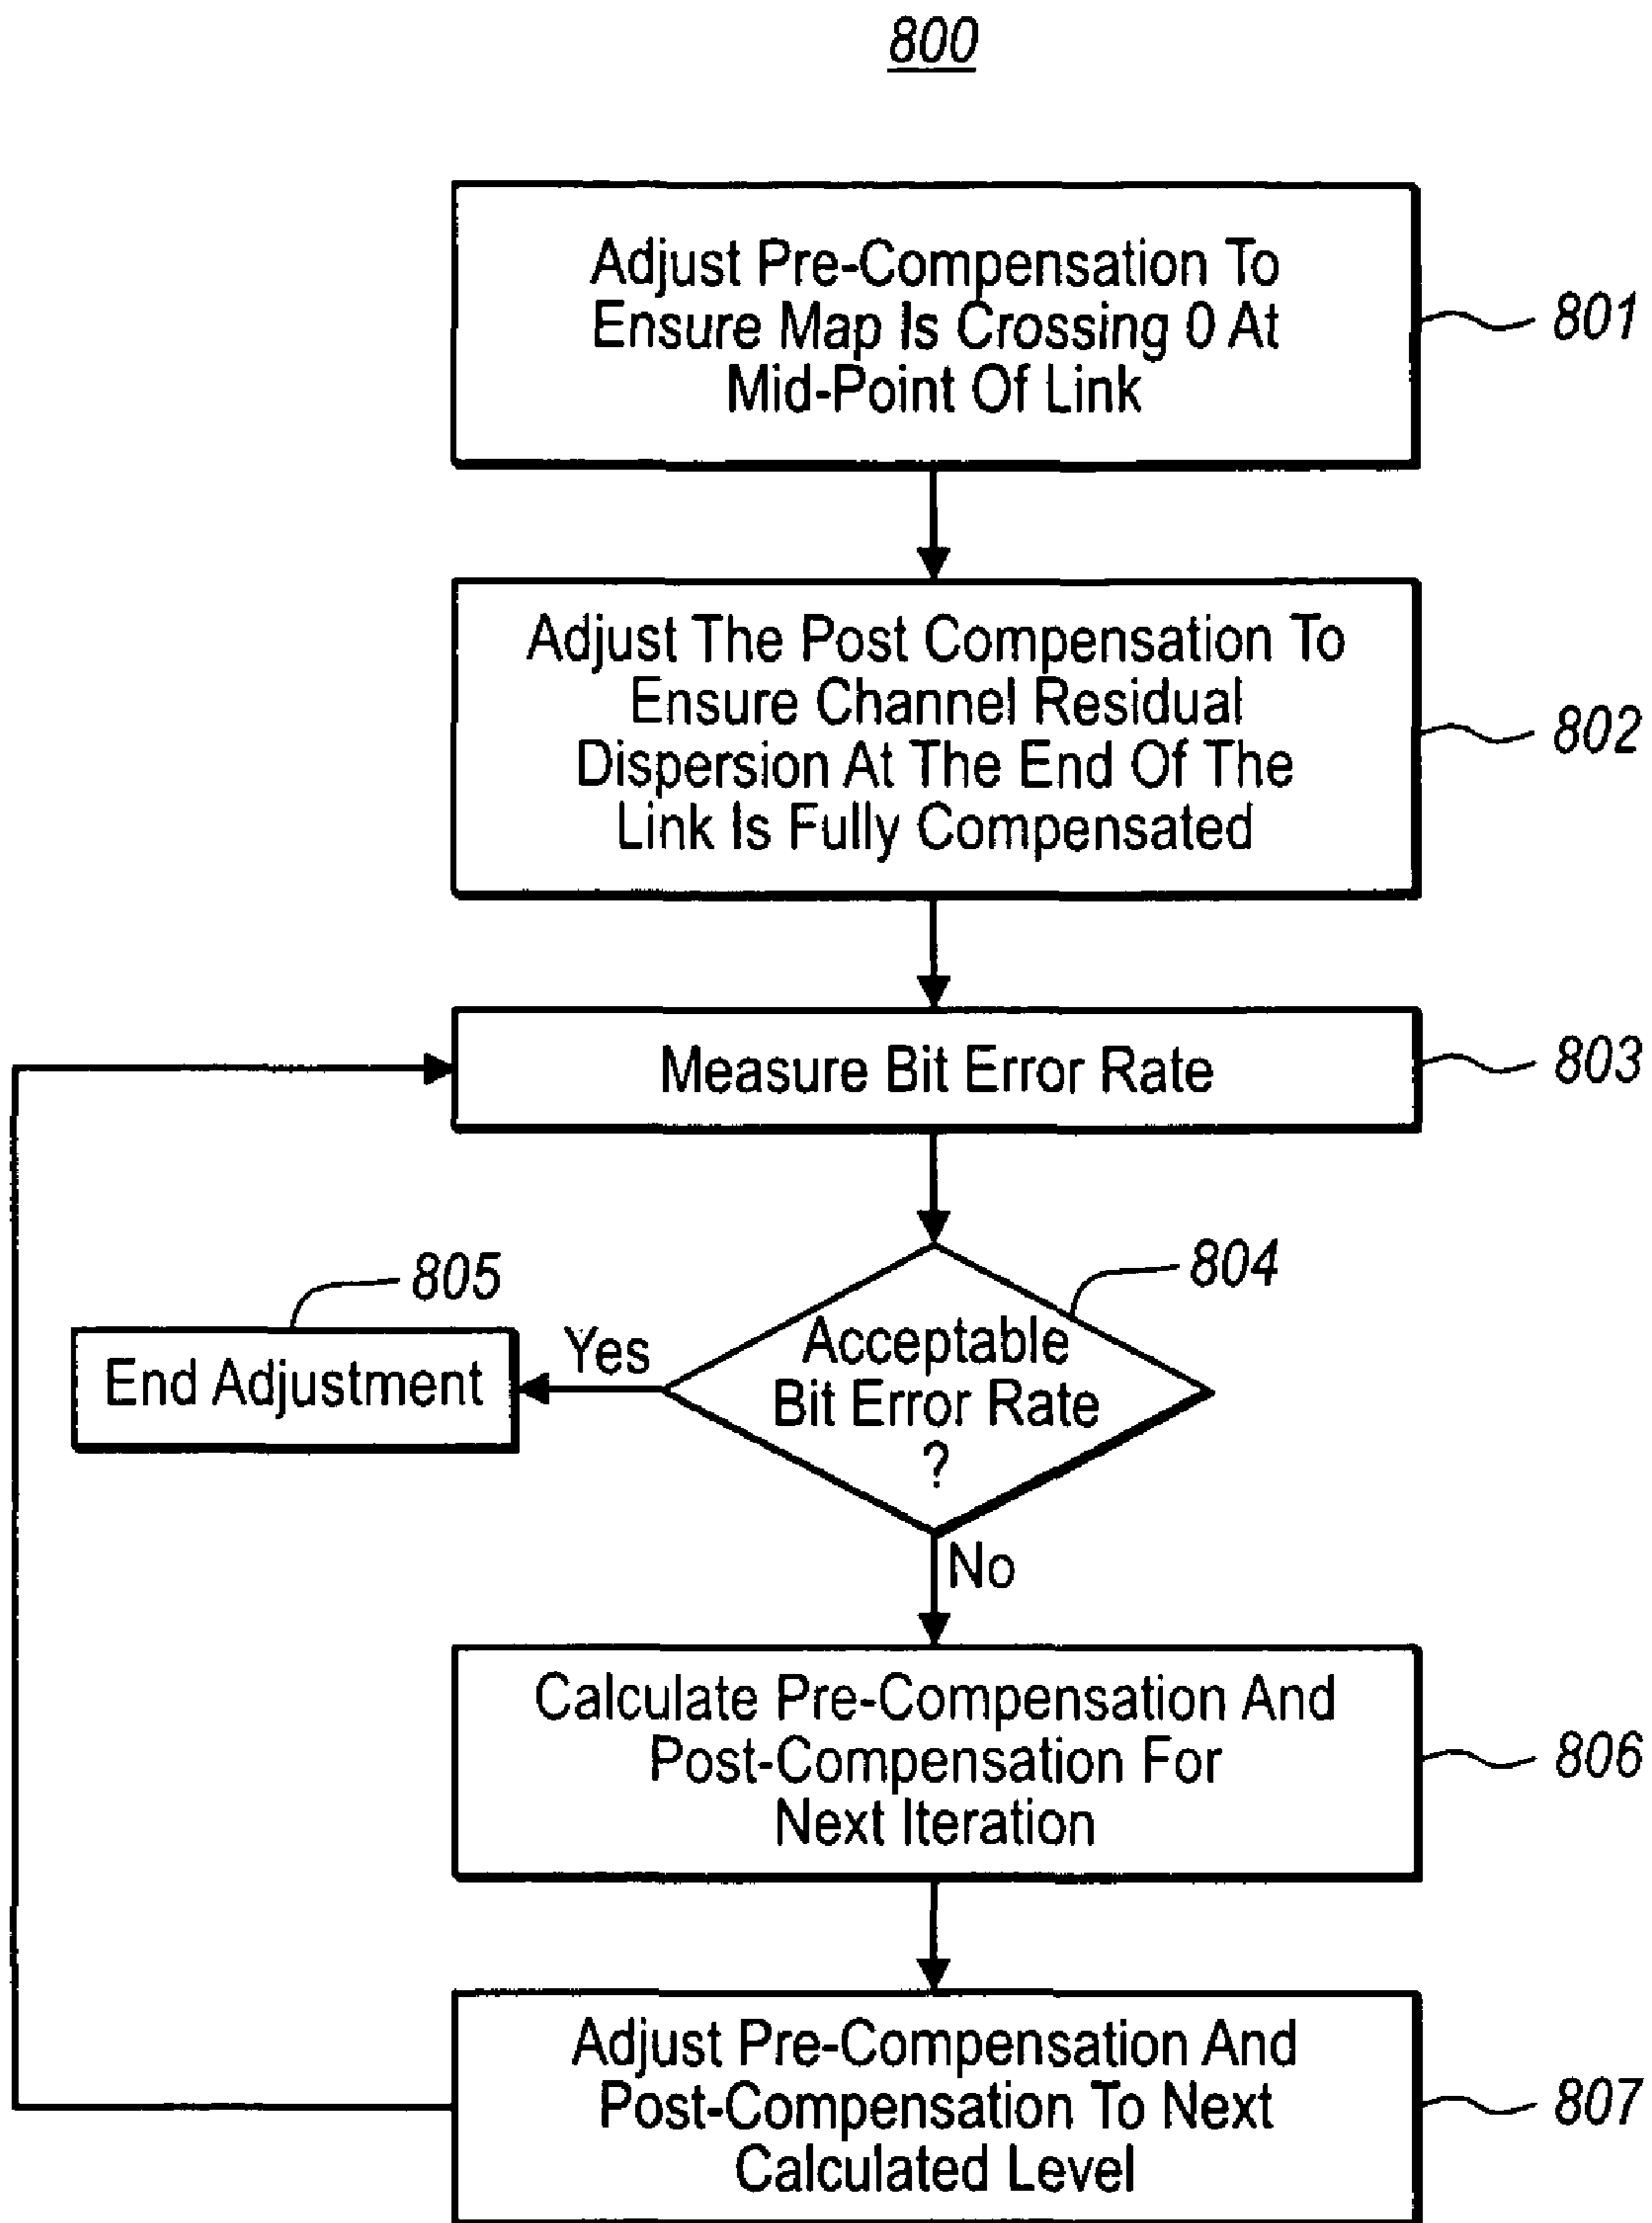 800
Adjust Pre-Compensation To
Ensure Map Is Crossing 0 At
Mid-Point Of Link
801
Adjust The Post Compensation To
Ensure Channel Residual
Dispersion At The End Of The
Link Is Fully Compensated
802
Measure Bit Error Rate
803
804
Acceptable
Bit Error Rate
?
Yes
805
End Adjustment
No
Calculate Pre-Compensation And
Post-Compensation For
Next Iteration
806
Adjust Pre-Compensation And
Post-Compensation To Next
Calculated Level
807